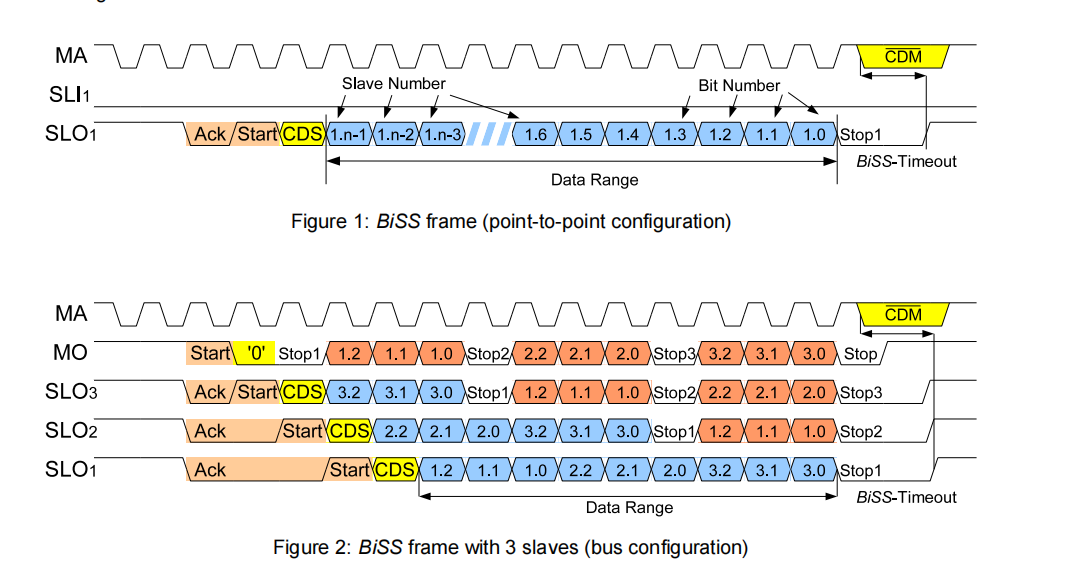 MA CDM
SLI1
Slave Number Bit Number
SLO1 Ack Start CDS 1.n-1 1.n-2 1.n-3 1.6 1.5 1.4 1.3 1.2 1.1 1.0 Stop1
BiSS-Timeout
Data Range
Figure 1: BiSS frame (point-to-point configuration)
MA CDM
MO Start '0' Stop1 1.2 1.1 1.0 Stop2 2.2 2.1 2.0 Stop3 3.2 3.1 3.0 Stop
SLO3 Ack Start CDS 3.2 3.1 3.0 Stop1 1.2 1.1 1.0 Stop2 2.2 2.1 2.0 Stop3
SLO2 Ack Start CDS 2.2 2.1 2.0 3.2 3.1 3.0 Stop1 1.2 1.1 1.0 Stop2
SLO1 Ack Start CDS 1.2 1.1 1.0 2.2 2.1 2.0 3.2 3.1 3.0 Stop1
BiSS-Timeout
Data Range
Figure 2: BiSS frame with 3 slaves (bus configuration)